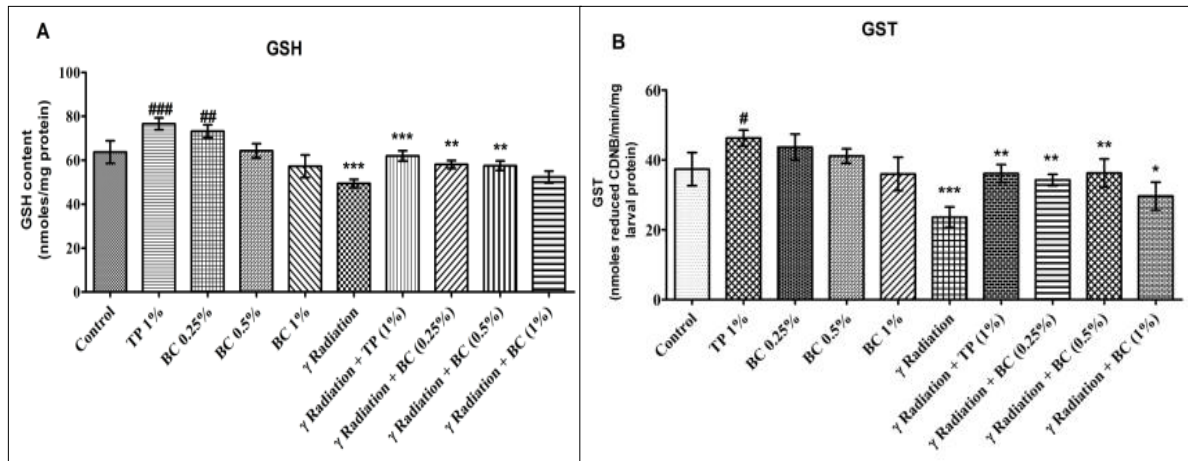 A
GSH
GSH content
(nmoles/mg protein)
100
80
60
40
20
0
###
##
***
***
**
**
Control
TP 1%
BC 0.25%
BC 0.5%
BC 1%
γ Radiation
γ Radiation + TP (1%)
γ Radiation + BC (0.25%)
γ Radiation + BC (0.5%)
γ Radiation + BC (1%)
B
GST
GST
(nmoles reduced CDNB/min/mg
larval protein)
60
40
20
0
#
***
**
**
**
*
Control
TP 1%
BC 0.25%
BC 0.5%
BC 1%
γ Radiation
γ Radiation + TP (1%)
γ Radiation + BC (0.25%)
γ Radiation + BC (0.5%)
γ Radiation + BC (1%)